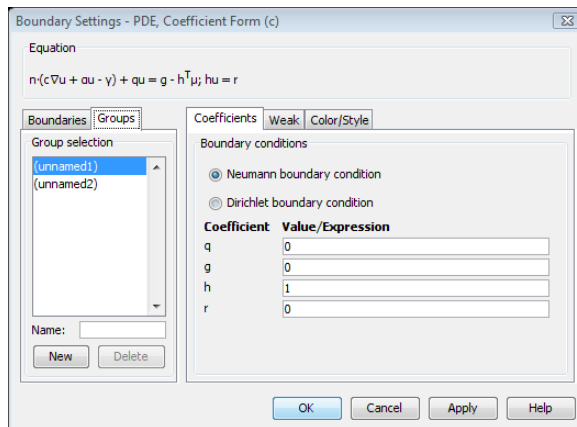 Boundary Settings - PDE, Coefficient Form (c)
Equation
n·(c∇u + αu - γ) + qu = g - hᵀμ; hu = r
Boundaries Groups
Group selection
(unnamed1)
(unnamed2)
Name:
New Delete
Coefficients Weak Color/Style
Boundary conditions
Neumann boundary condition
Dirichlet boundary condition
Coefficient Value/Expression
q 0
g 0
h 1
r 0
OK Cancel Apply Help